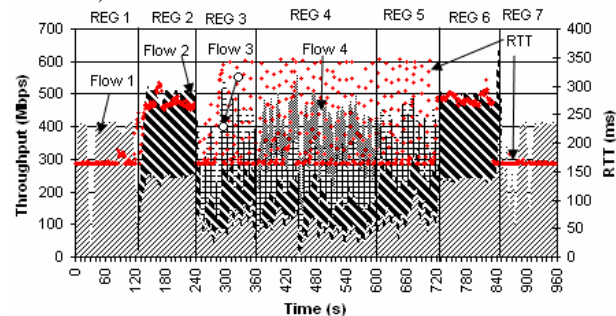 REG 1 REG 2 REG 3 REG 4 REG 5 REG 6 REG 7
700 600 500 400 300 200 100 0
Throughput (Mbps)
Flow 1
Flow 2
Flow 3
Flow 4
RTT
400 350 300 250 200 150 100 50 0
RTT (ms)
0 60 120 180 240 300 360 420 480 540 600 660 720 780 840 900 960
Time (s)